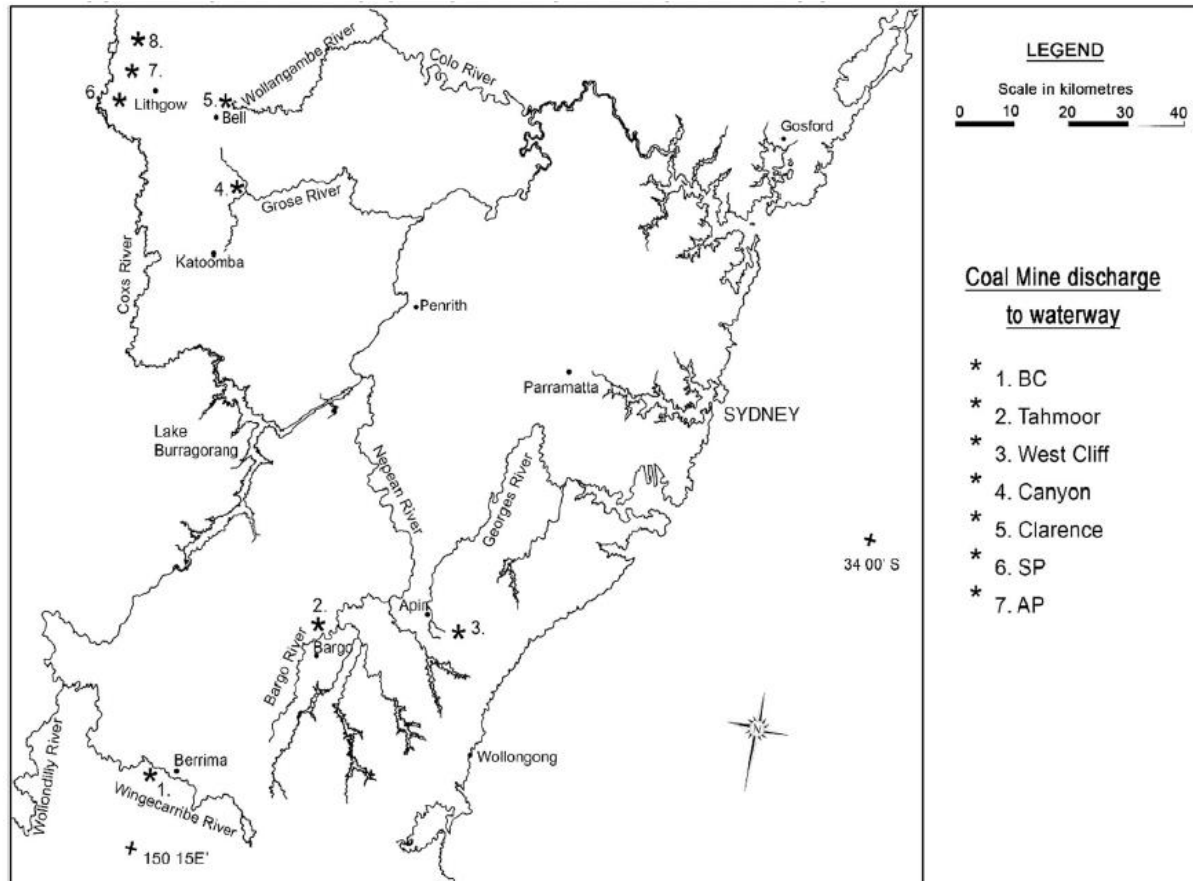 8.
7.
6.
Lithgow
5.
Bell
Wollangambe River
Colo River
Gosford
4.
Grose River
Katoomba
Coxs River
Penrith
Parramatta
SYDNEY
Lake
Burragorang
Nepean River
Georges River
34 00' S
2.
Apin
3.
Bargo River
Bargo
Wollongong
Wollondilly River
Berrima
1.
Wingecarribe River
150 15E'
N
LEGEND
Scale in kilometres
0 10 20 30 40
Coal Mine discharge
to waterway
* 1. BC
* 2. Tahmoor
* 3. West Cliff
* 4. Canyon
* 5. Clarence
* 6. SP
* 7. AP